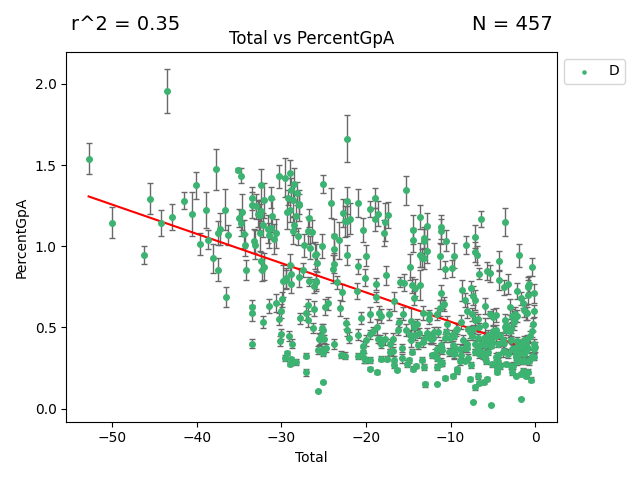 r^2 = 0.35
N = 457
Total vs PercentGpA
D
PercentGpA
2.0
1.5
1.0
0.5
0.0
−50 −40 −30 −20 −10 0
Total